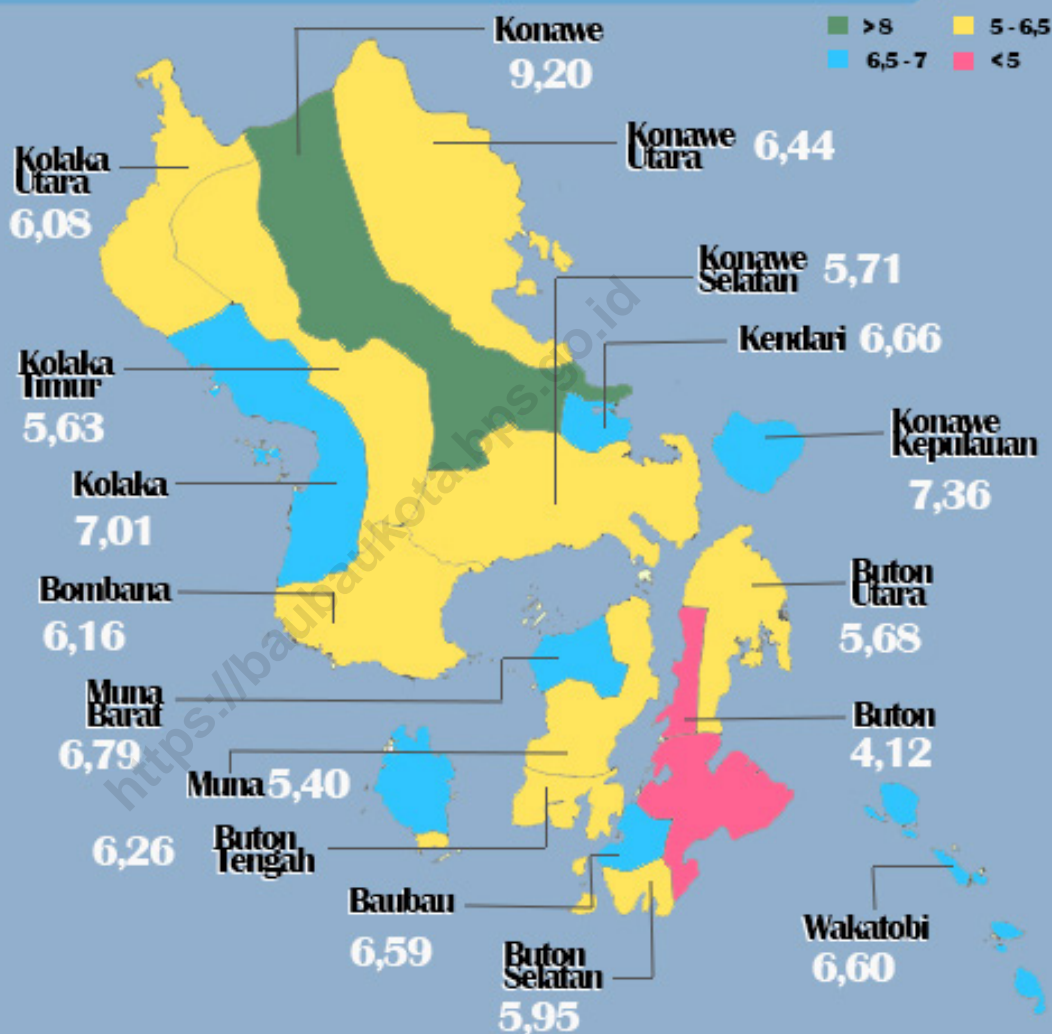 Konawe
9,20
>8
5 - 6,5
6,5 - 7
<5
Konawe
Utara
6,44
Kolaka
Utara
6,08
Konawe
Selatan
5,71
Kendari 6,66
Kolaka
Timur
5,63
Konawe
Kepulauan
7,36
Kolaka
7,01
Bombana
6,16
Buton
Utara
5,68
Muna
Barat
6,79
Buton
4,12
Muna 5,40
6,26
Buton
Tengah
Baubau
6,59
Wakatobi
6,60
Buton
Selatan
5,95
https://baubaukota.bps.go.id